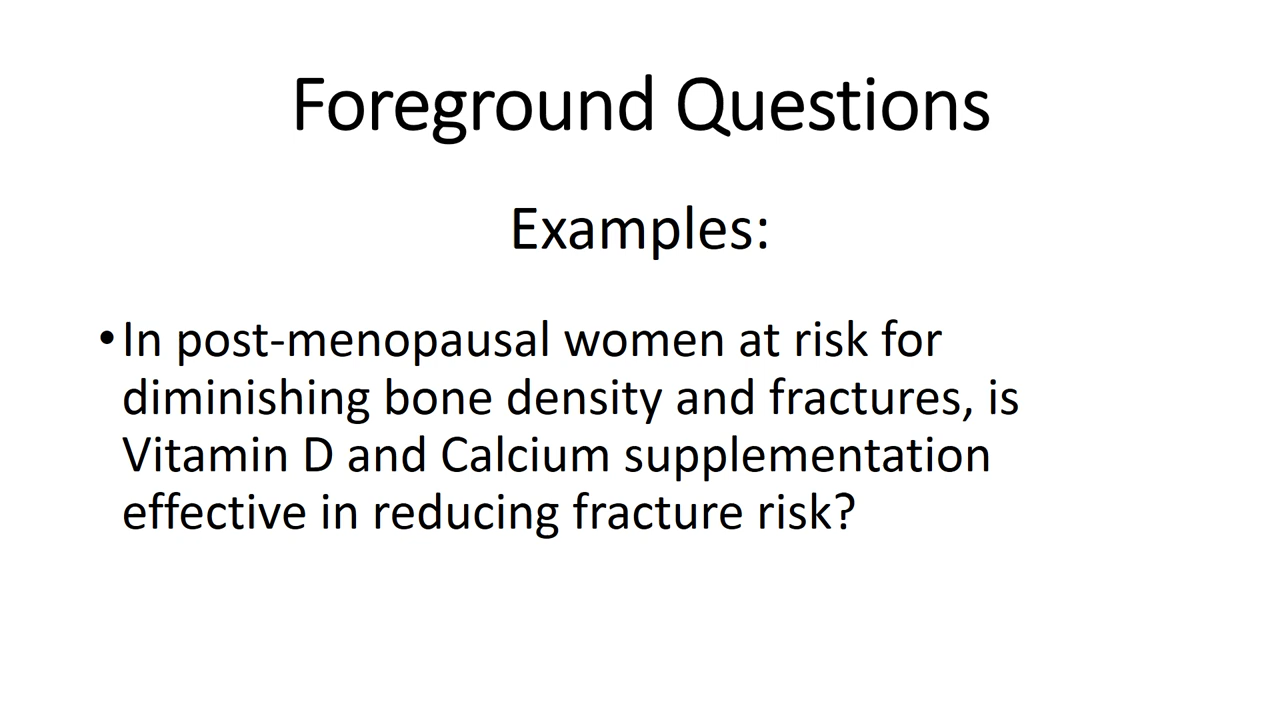 Foreground Questions
Examples:
•In post-menopausal women at risk for
diminishing bone density and fractures, is
Vitamin D and Calcium supplementation
effective in reducing fracture risk?